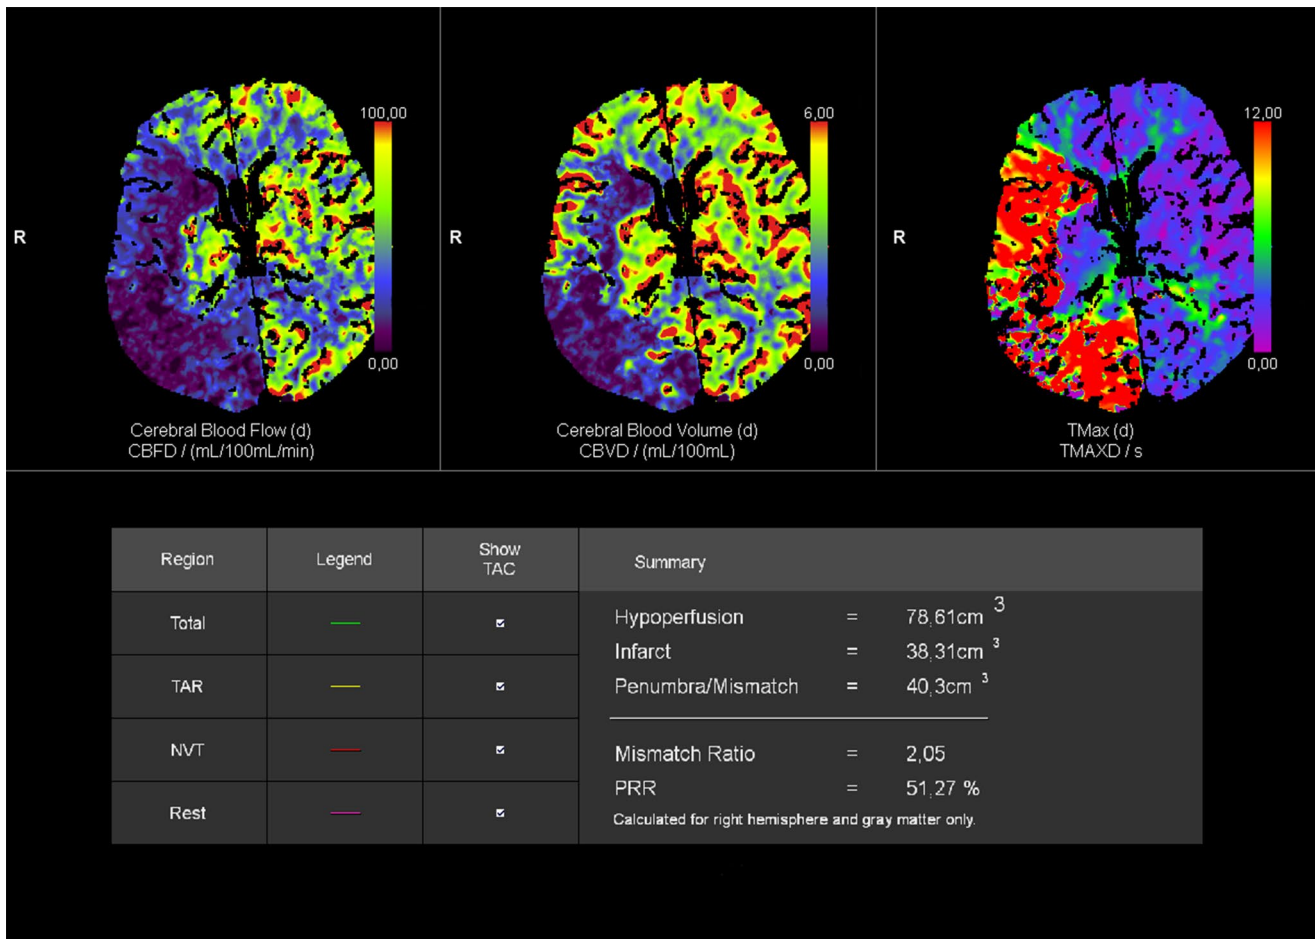 R
100,00
0,00
Cerebral Blood Flow (d)
CBFD / (mL/100mL/min)
R
6,00
0,00
Cerebral Blood Volume (d)
CBVD / (mL/100mL)
R
12,00
0,00
TMax (d)
TMAXD / s
Region Legend Show TAC
Total
TAR
NVT
Rest
Summary
Hypoperfusion = 78,61cm 3
Infarct = 38,31cm 3
Penumbra/Mismatch = 40,3cm 3
Mismatch Ratio = 2,05
PRR = 51,27 %
Calculated for right hemisphere and gray matter only.